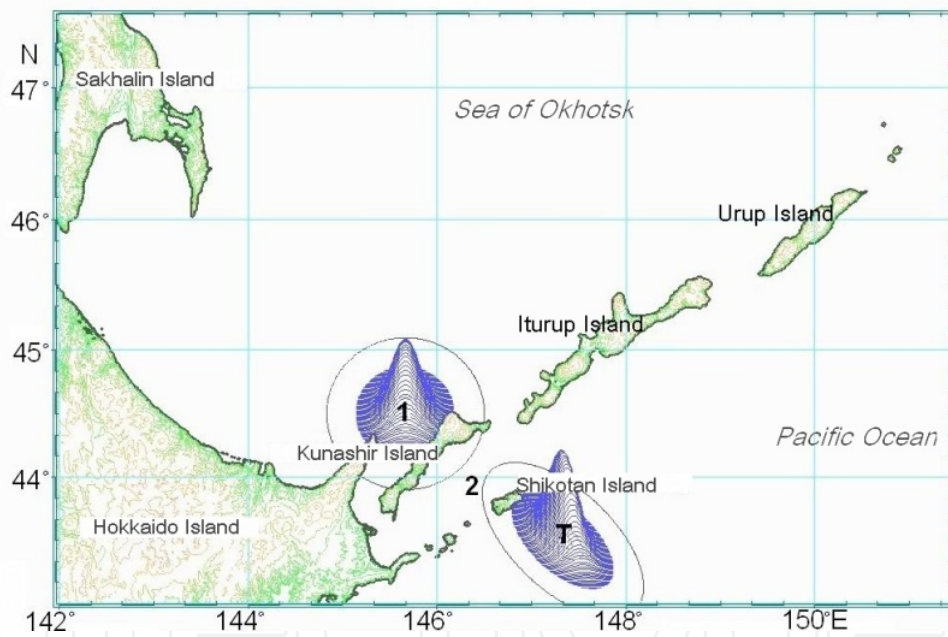 N
Sakhalin Island
47°
Sea of Okhotsk
46°
Urup Island
Iturup Island
45°
1
Kunashir Island
Pacific Ocean
44°
2
Shikotan Island
Hokkaido Island
T
142°
144°
146°
148°
150°E